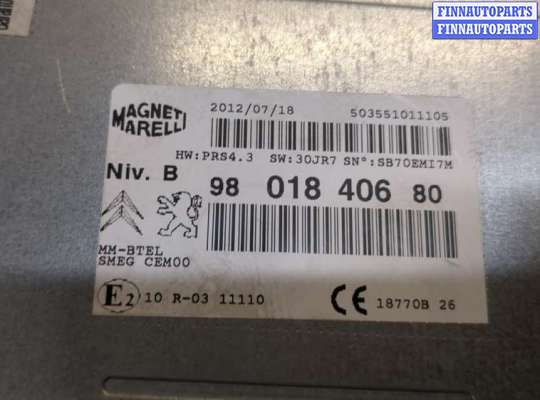 FINNAUTOPARTS
FINNAUTOPARTS
MAGNETI
MARELLI
2012/07/18 503551011105
HW:PRS4.3 SW:30JR7 SN°:SB70EMI7M
Niv. B
98 018 406 80
MM-BTEL
SMEG CEM00
E2 10 R-03 11110
CE 18770B 26